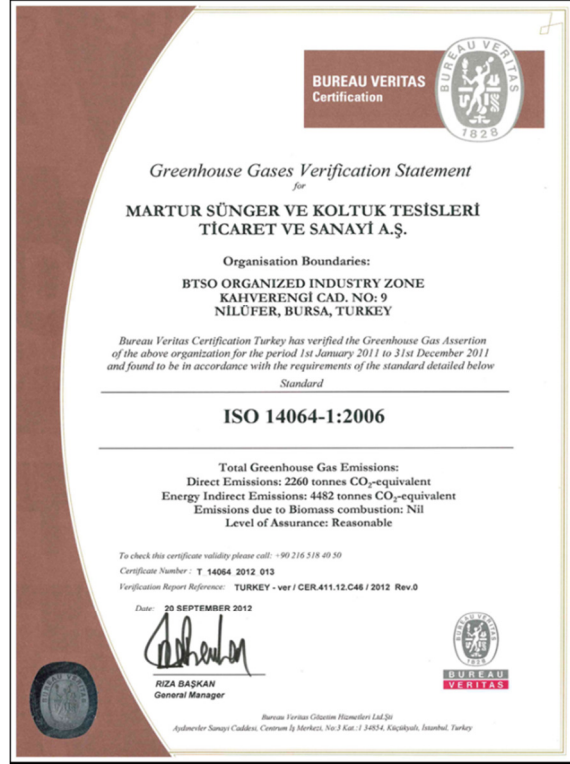 BUREAU VERITAS
Certification
BUREAU VERITAS
1828
Greenhouse Gases Verification Statement
for
MARTUR SÜNGER VE KOLTUK TESİSLERİ
TİCARET VE SANAYİ A.Ş.
Organisation Boundaries:
BTSO ORGANIZED INDUSTRY ZONE
KAHVERENGİ CAD. NO: 9
NİLÜFER, BURSA, TURKEY
Bureau Veritas Certification Turkey has verified the Greenhouse Gas Assertion
of the above organization for the period 1st January 2011 to 31st December 2011
and found to be in accordance with the requirements of the standard detailed below
Standard
ISO 14064-1:2006
Total Greenhouse Gas Emissions:
Direct Emissions: 2260 tonnes CO₂-equivalent
Energy Indirect Emissions: 4482 tonnes CO₂-equivalent
Emissions due to Biomass combustion: Nil
Level of Assurance: Reasonable
To check this certificate validity please call: +90 216 518 40 50
Certificate Number : T_14064_2012_013
Verification Report Reference: TURKEY - ver / CER.411.12.C46 / 2012 Rev.0
Date: 20 SEPTEMBER 2012
RIZA BAŞKAN
General Manager
BUREAU VERITAS
1828
BUREAU
VERITAS
Bureau Veritas Gözetim Hizmetleri Ltd.Şti
Aydınevler Sanayi Caddesi, Centrum İş Merkezi, No:3 Kat.:1 34854, Küçükyalı, İstanbul, Turkey